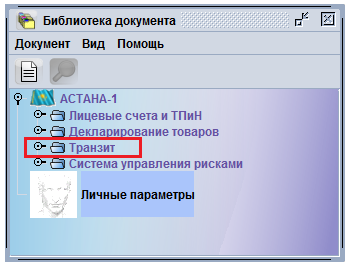 Библиотека документа
Документ Вид Помощь
АСТАНА-1
Лицевые счета и ТПиН
Декларирование товаров
Транзит
Система управления рисками
Личные параметры